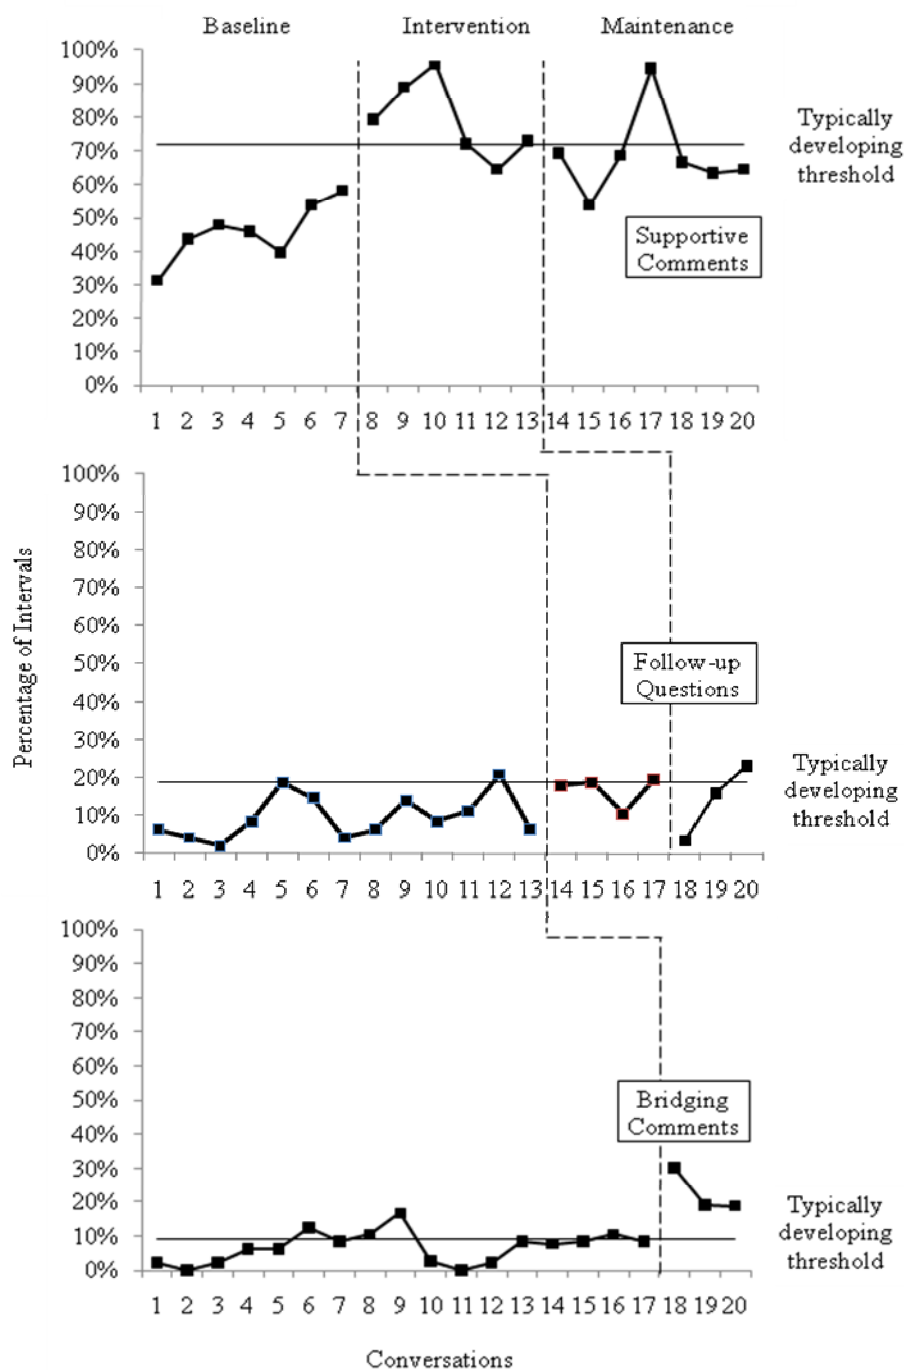 Baseline Intervention Maintenance
100%
90%
80%
70%
60%
50%
40%
30%
20%
10%
0%
Typically
developing
threshold
Supportive
Comments
1 2 3 4 5 6 7 8 9 10 11 12 13 14 15 16 17 18 19 20
Percentage of Intervals
100%
90%
80%
70%
60%
50%
40%
30%
20%
10%
0%
Follow-up
Questions
Typically
developing
threshold
1 2 3 4 5 6 7 8 9 10 11 12 13 14 15 16 17 18 19 20
100%
90%
80%
70%
60%
50%
40%
30%
20%
10%
0%
Bridging
Comments
Typically
developing
threshold
1 2 3 4 5 6 7 8 9 10 11 12 13 14 15 16 17 18 19 20
Conversations